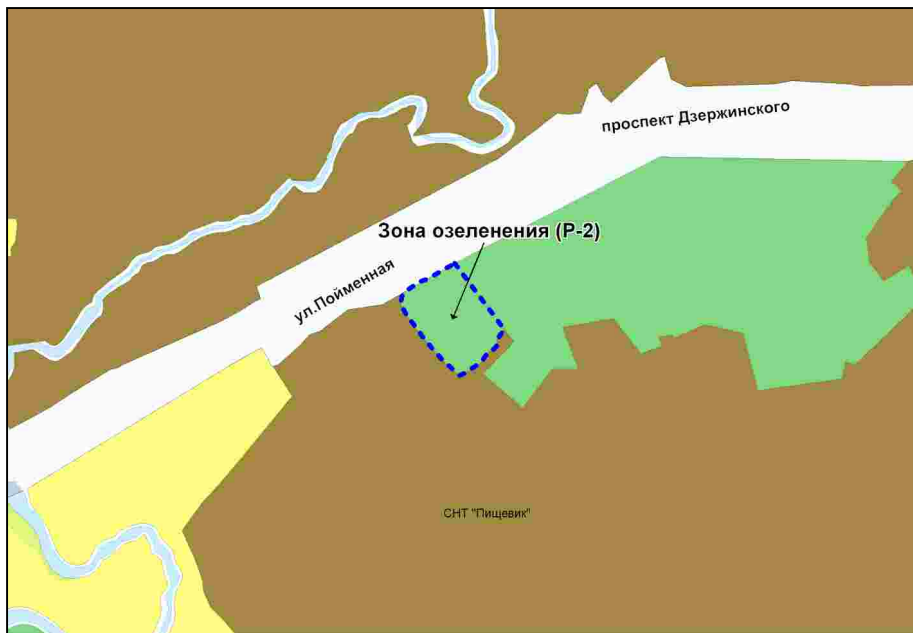 проспект Дзержинского
Зона озеленения (Р-2)
ул.Пойменная
СНТ "Пищевик"